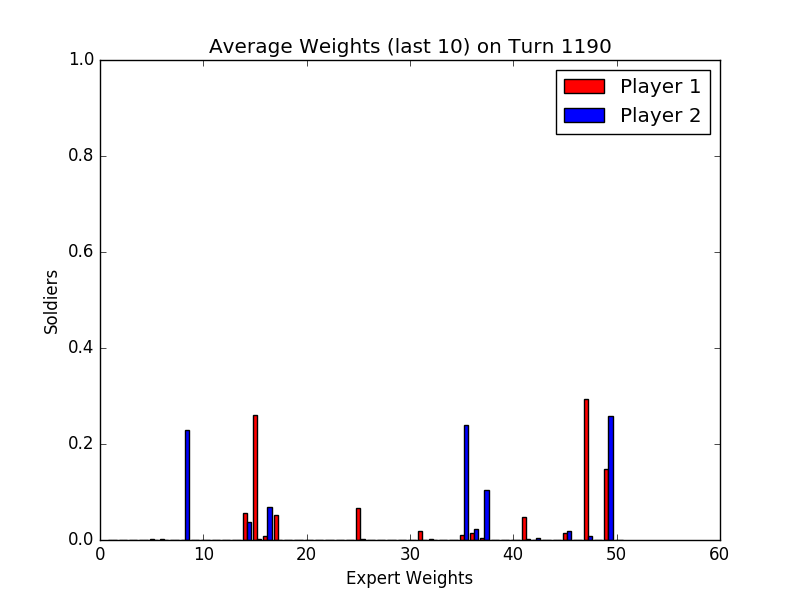 Average Weights (last 10) on Turn 1190
1.0
0.8
0.6
0.4
0.2
0.0
Soldiers
Player 1
Player 2
0 10 20 30 40 50 60
Expert Weights